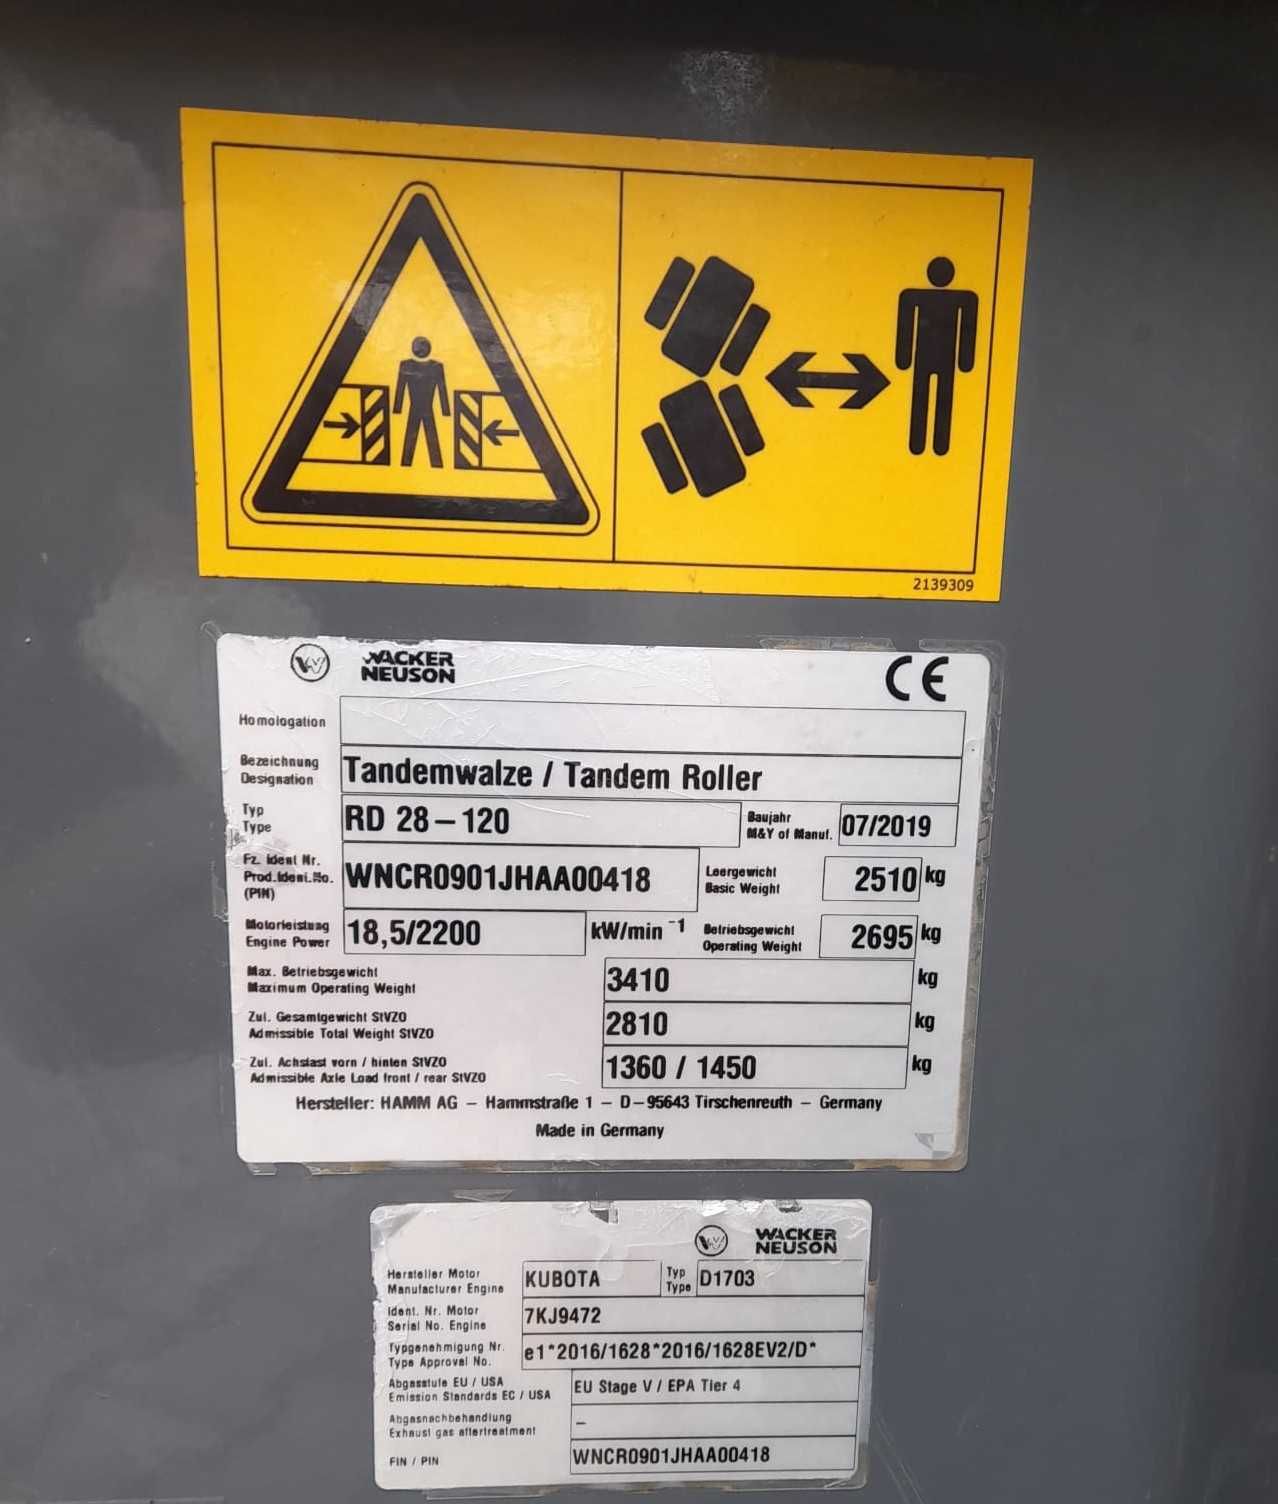 2139309
WACKER
NEUSON
CE
Homologation
Bezeichnung
Designation
Tandemwalze / Tandem Roller
Typ
Type
RD 28-120
Baujahr
M&Y of Manuf.
07/2019
Fz. Ident Nr.
Prod.Ident.No.
(PIN)
WNCR0901JHAA00418
Leergewicht
Basic Weight
2510 kg
Motorleistung
Engine Power
18,5/2200 kW/min⁻¹
Betriebsgewicht
Operating Weight
2695 kg
Max. Betriebsgewicht
Maximum Operating Weight
3410 kg
Zul. Gesamtgewicht StVZO
Admissible Total Weight StVZO
2810 kg
Zul. Achslast vorn / hinten StVZO
Admissible Axle Load front / rear StVZO
1360 / 1450 kg
Hersteller: HAMM AG - Hammstraße 1 - D-95643 Tirschenreuth - Germany
Made in Germany
WACKER
NEUSON
Hersteller Motor
Manufacturer Engine
KUBOTA
Typ
Type
D1703
Ident. Nr. Motor
Serial No. Engine
7KJ9472
Typgenehmigung Nr.
Type Approval No.
e1*2016/1628*2016/1628EV2/D*
Abgasstufe EU / USA
Emission Standards EC / USA
EU Stage V / EPA Tier 4
Abgasnachbehandlung
Exhaust gas aftertreatment
-
FIN / PIN
WNCR0901JHAA00418